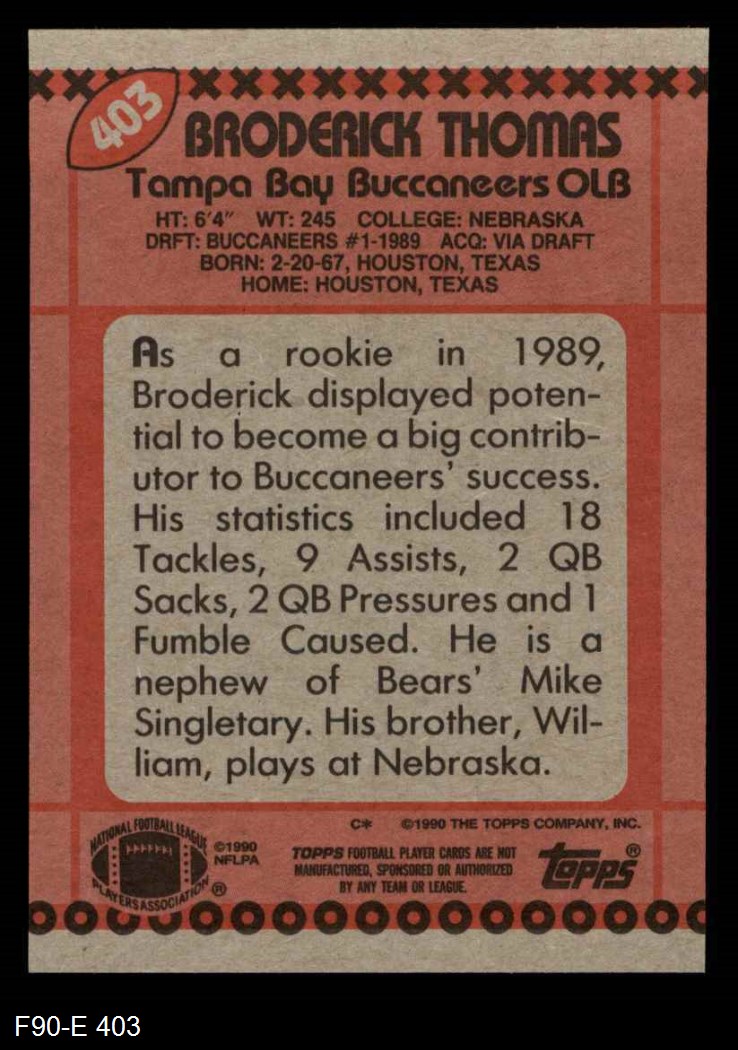 403
BRODERICK THOMAS
Tampa Bay Buccaneers OLB
HT: 6'4" WT: 245 COLLEGE: NEBRASKA
DRFT: BUCCANEERS #1-1989 ACQ: VIA DRAFT
BORN: 2-20-67, HOUSTON, TEXAS
HOME: HOUSTON, TEXAS
As a rookie in 1989,
Broderick displayed poten-
tial to become a big contrib-
utor to Buccaneers' success.
His statistics included 18
Tackles, 9 Assists, 2 QB
Sacks, 2 QB Pressures and 1
Fumble Caused. He is a
nephew of Bears' Mike
Singletary. His brother, Wil-
liam, plays at Nebraska.
C* ©1990 THE TOPPS COMPANY, INC.
NATIONAL FOOTBALL LEAGUE
PLAYERS ASSOCIATION ®
©1990
NFLPA
TOPPS FOOTBALL PLAYER CARDS ARE NOT
MANUFACTURED, SPONSORED OR AUTHORIZED
BY ANY TEAM OR LEAGUE.
topps®
F90-E 403